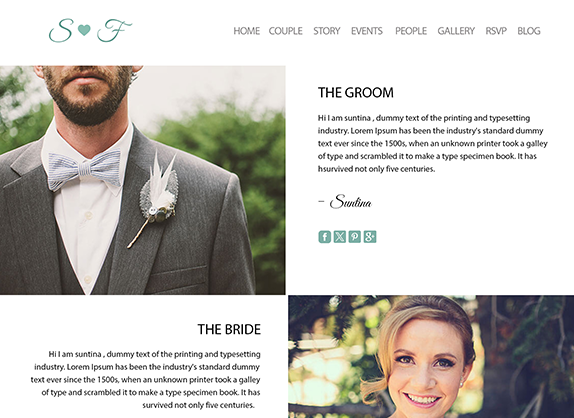 S F
HOME COUPLE STORY EVENTS PEOPLE GALLERY RSVP BLOG
THE GROOM
Hi I am suntina , dummy text of the printing and typesetting
industry. Lorem Ipsum has been the industry's standard dummy
text ever since the 1500s, when an unknown printer took a galley
of type and scrambled it to make a type specimen book. It has
hsurvived not only five centuries.
– Suntina
THE BRIDE
Hi I am suntina , dummy text of the printing and typesetting
industry. Lorem Ipsum has been the industry's standard dummy
text ever since the 1500s, when an unknown printer took a galley
of type and scrambled it to make a type specimen book. It has
survived not only five centuries.